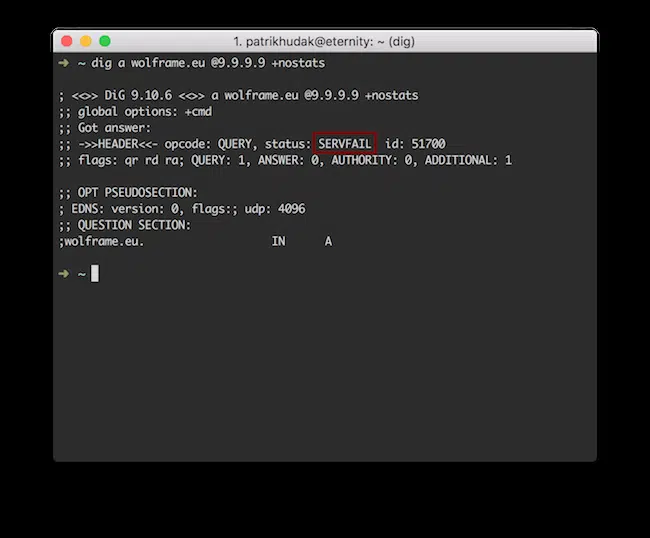 1. patrikhudak@eternity: ~ (dig)
➜ ~ dig a wolframe.eu @9.9.9.9 +nostats
; <<>> DiG 9.10.6 <<>> a wolframe.eu @9.9.9.9 +nostats
;; global options: +cmd
;; Got answer:
;; ->>HEADER<<- opcode: QUERY, status: SERVFAIL id: 51700
;; flags: qr rd ra; QUERY: 1, ANSWER: 0, AUTHORITY: 0, ADDITIONAL: 1
;; OPT PSEUDOSECTION:
; EDNS: version: 0, flags:; udp: 4096
;; QUESTION SECTION:
;wolframe.eu. IN A
➜ ~